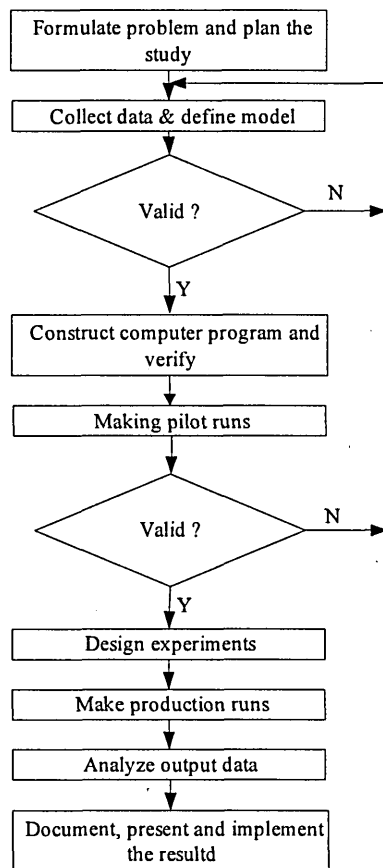 Formulate problem and plan the
study
Collect data & define model
Valid ?
N
Y
Construct computer program and
verify
Making pilot runs
Valid ?
N
Y
Design experiments
Make production runs
Analyze output data
Document, present and implement
the resultd